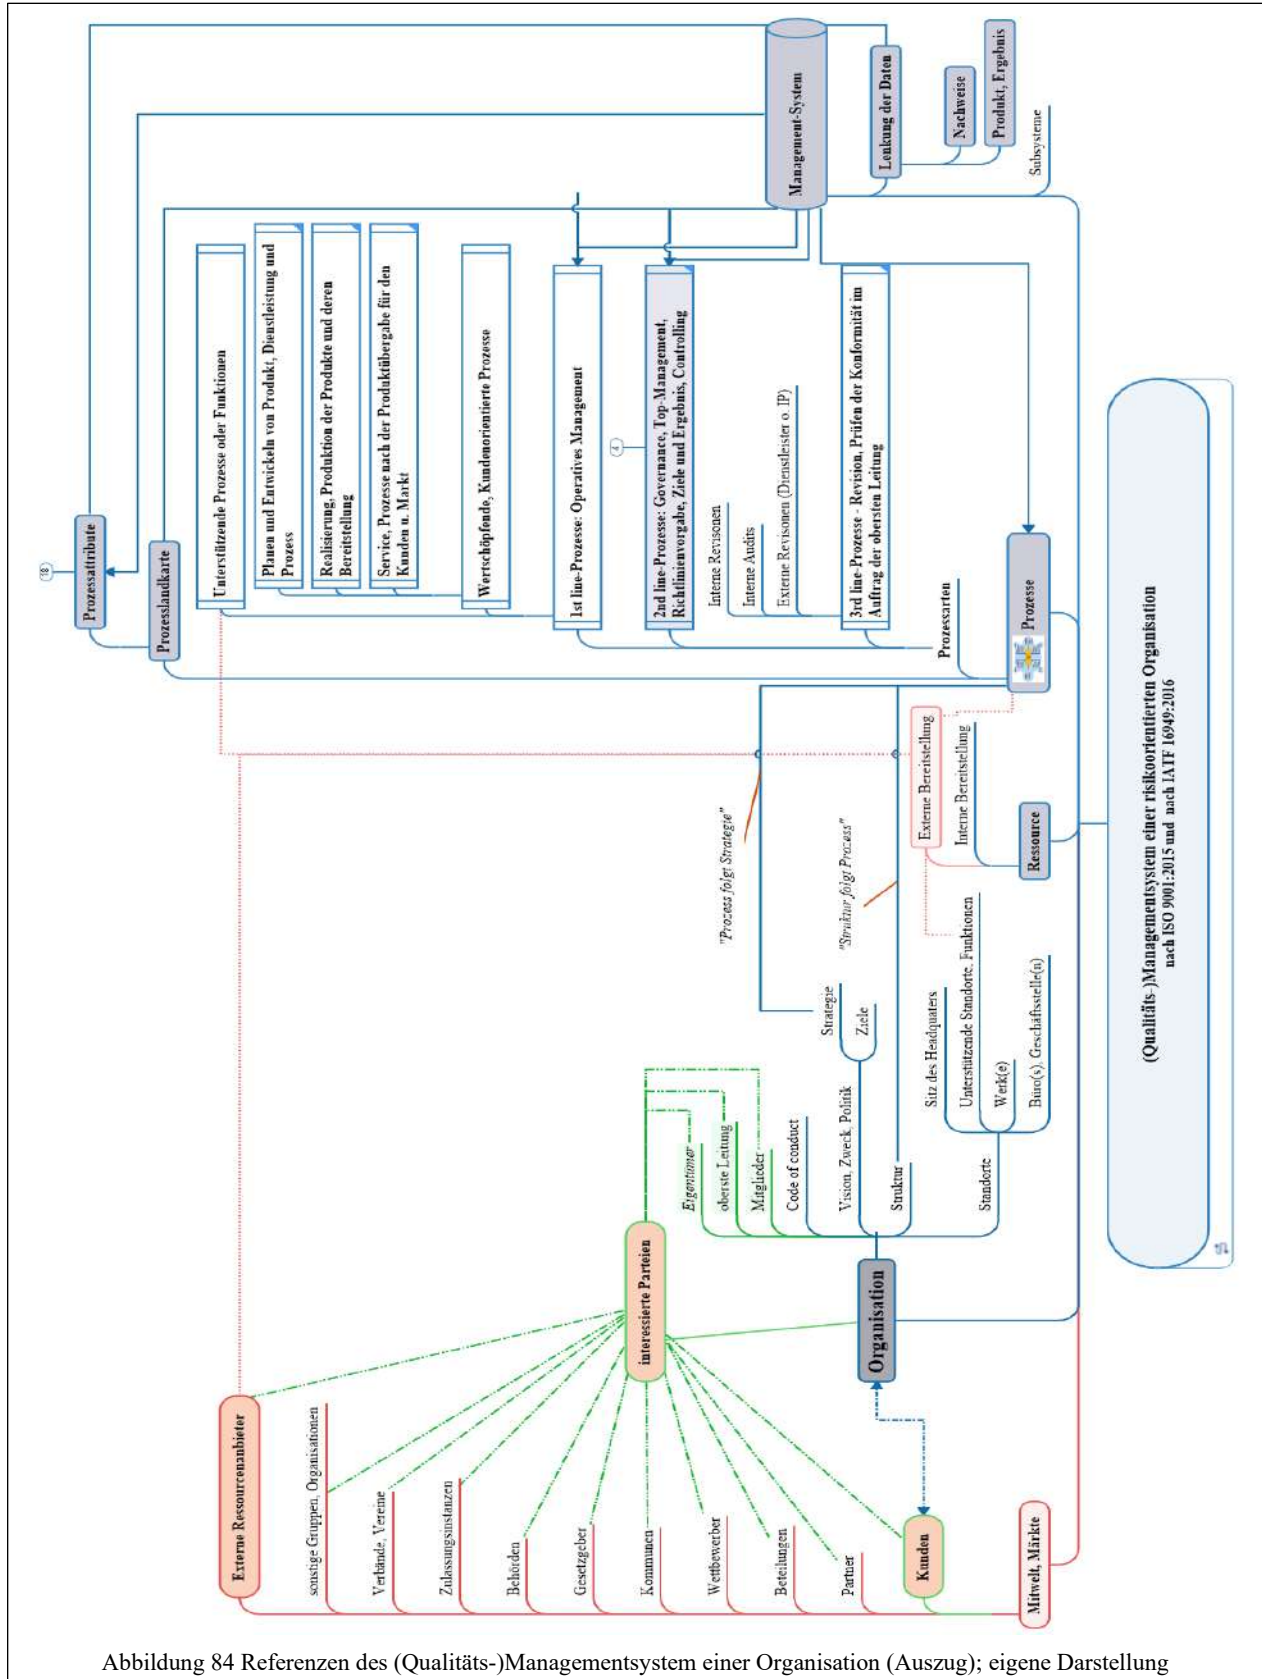 Externe Ressourcenanbieter
sonstige Gruppen, Organisationen
Verbände, Vereine
Zulassungsinstanzen
Behörden
Gesetzgeber
Kommunen
Wettbewerber
Beteilungen
Partner
Kunden
Mitwelt, Märkte
interessierte Parteien
Organisation
Eigentümer
oberste Leitung
Mitglieder
Code of conduct
Vision, Zweck, Politik
Strategie
Ziele
Struktur
Standorte
Sitz des Headquaters
Unterstützende Standorte, Funktionen
Werk(e)
Büro(s), Geschäftsstelle(n)
"Prozess folgt Strategie"
"Struktur folgt Prozess"
Externe Bereitstellung
Interne Bereitstellung
Ressource
18
Prozessattribute
Prozesslandkarte
Unterstützende Prozesse oder Funktionen
Planen und Entwickeln von Produkt, Dienstleistung und
Prozess
Realisierung, Produktion der Produkte und deren
Bereitstellung
Service, Prozesse nach der Produktübergabe für den
Kunden u. Markt
Wertschöpfende, Kundenorientierte Prozesse
1st line-Prozesse: Operatives Management
4
2nd line-Prozesse: Governance, Top-Management,
Richtlinienvorgabe, Ziele und Ergebnis, Controlling
Interne Revisonen
Interne Audits
Externe Revisonen (Dienstleister o. IP)
3rd line-Prozesse - Revision, Prüfen der Konformität im
Auftrag der obersten Leitung
Prozessarten
Prozesse
Management-System
Lenkung der Daten
Nachweise
Produkt, Ergebnis
Subsysteme
(Qualitäts-)Managementsystem einer risikoorientierten Organisation
nach ISO 9001:2015 und nach IATF 16949:2016
Abbildung 84 Referenzen des (Qualitäts-)Managementsystem einer Organisation (Auszug); eigene Darstellung